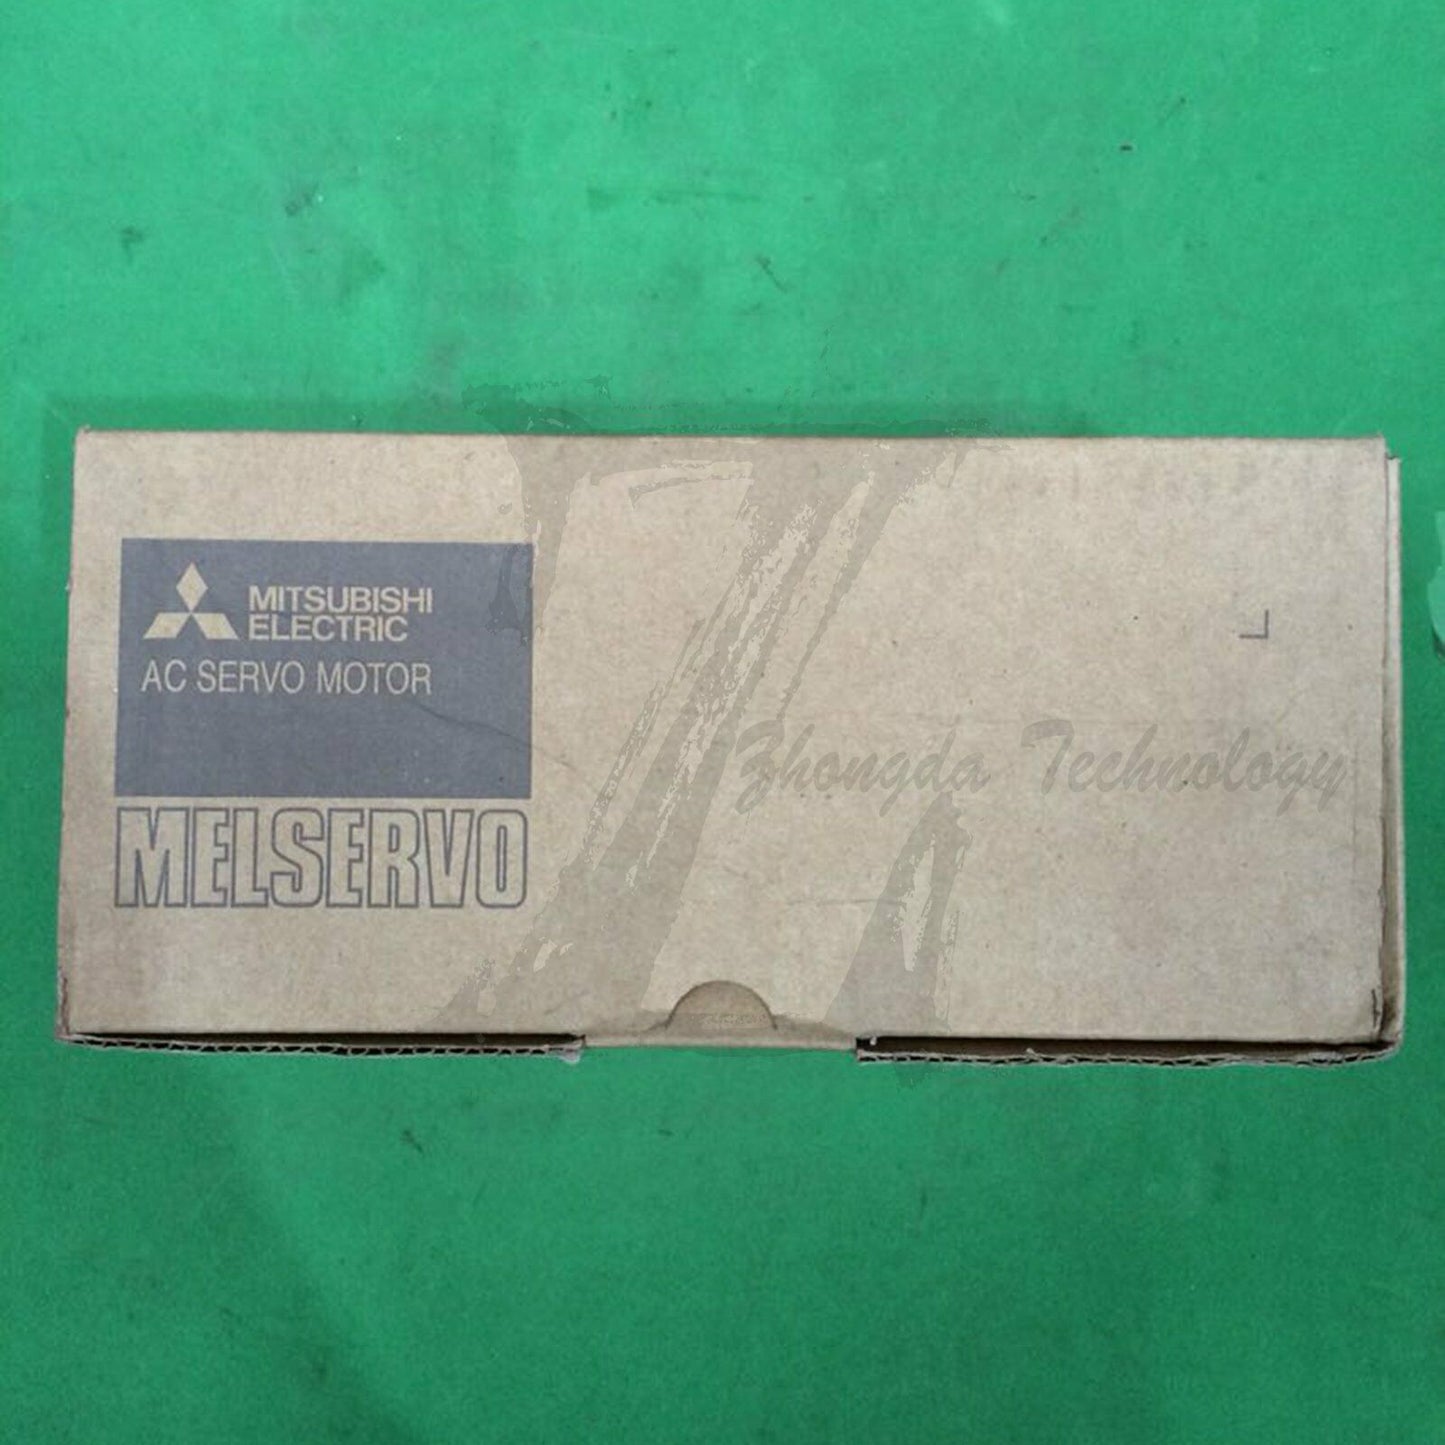 MITSUBISHI
ELECTRIC
AC SERVO MOTOR
MELSERVO
Zhongda Technology